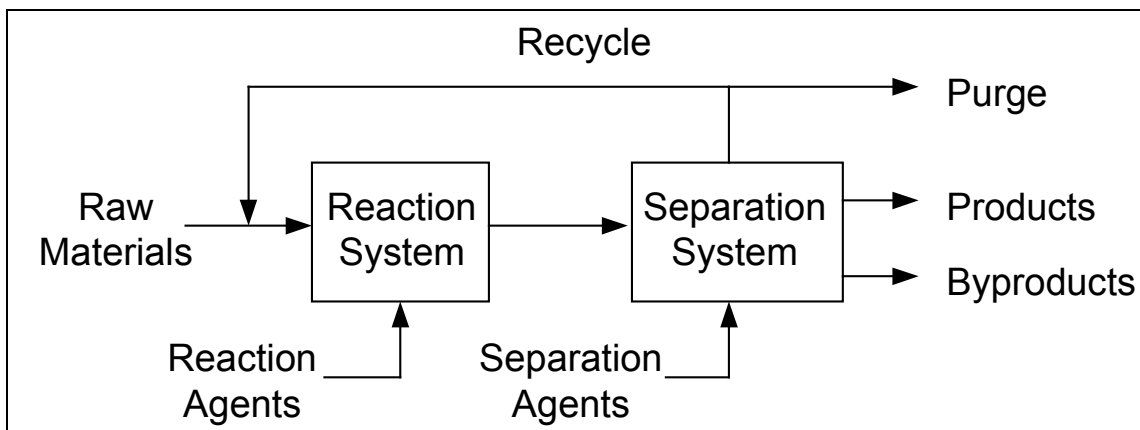 Recycle
Purge
Raw
Materials
Reaction
System
Separation
System
Products
Byproducts
Reaction
Agents
Separation
Agents